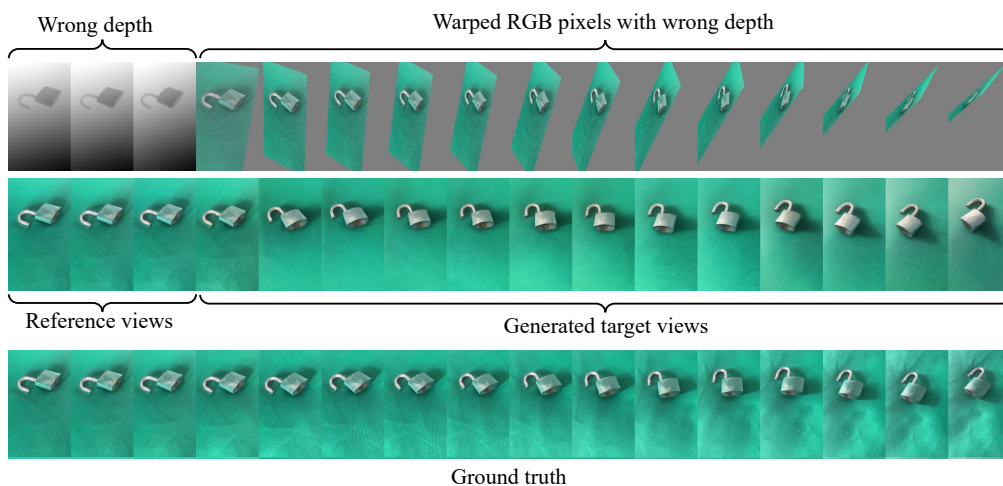 Wrong depth
Warped RGB pixels with wrong depth
Reference views
Generated target views
Ground truth